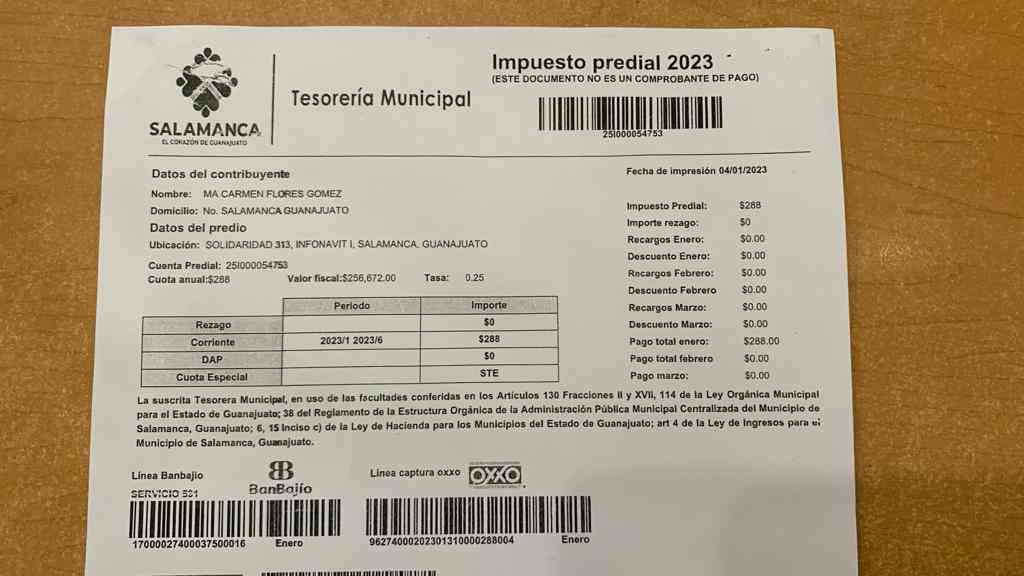 Impuesto predial 2023
(ESTE DOCUMENTO NO ES UN COMPROBANTE DE PAGO)
Tesorería Municipal
SALAMANCA
EL CORAZÓN DE GUANAJUATO
25I000054753
Datos del contribuyente
Nombre: MA CARMEN FLORES GOMEZ
Domicilio: No. SALAMANCA GUANAJUATO
Datos del predio
Ubicación: SOLIDARIDAD 313, INFONAVIT I, SALAMANCA, GUANAJUATO
Cuenta Predial: 25I000054753
Cuota anual:$288 Valor fiscal:$256,672.00 Tasa: 0.25
Fecha de impresión 04/01/2023
Impuesto Predial: $288
Importe rezago: $0
Recargos Enero: $0.00
Descuento Enero: $0.00
Recargos Febrero: $0.00
Descuento Febrero $0.00
Recargos Marzo: $0.00
Descuento Marzo: $0.00
Pago total enero: $288.00
Pago total febrero $0.00
Pago marzo: $0.00
Periodo Importe
Rezago $0
Corriente 2023/1 2023/6 $288
DAP $0
Cuota Especial STE
La suscrita Tesorera Municipal, en uso de las facultades conferidas en los Artículos 130 Fracciones II y XVII, 114 de la Ley Orgánica Municipal
para el Estado de Guanajuato; 38 del Reglamento de la Estructura Orgánica de la Administración Pública Municipal Centralizada del Municipio de
Salamanca, Guanajuato; 6, 15 Inciso c) de la Ley de Hacienda para los Municipios del Estado de Guanajuato; art 4 de la Ley de Ingresos para el
Municipio de Salamanca, Guanajuato.
Línea Banbajio
BanBajío
SERVICIO 581
17000027400037500016 Enero
Línea captura oxxo OXXO
96274000202301310000288004 Enero